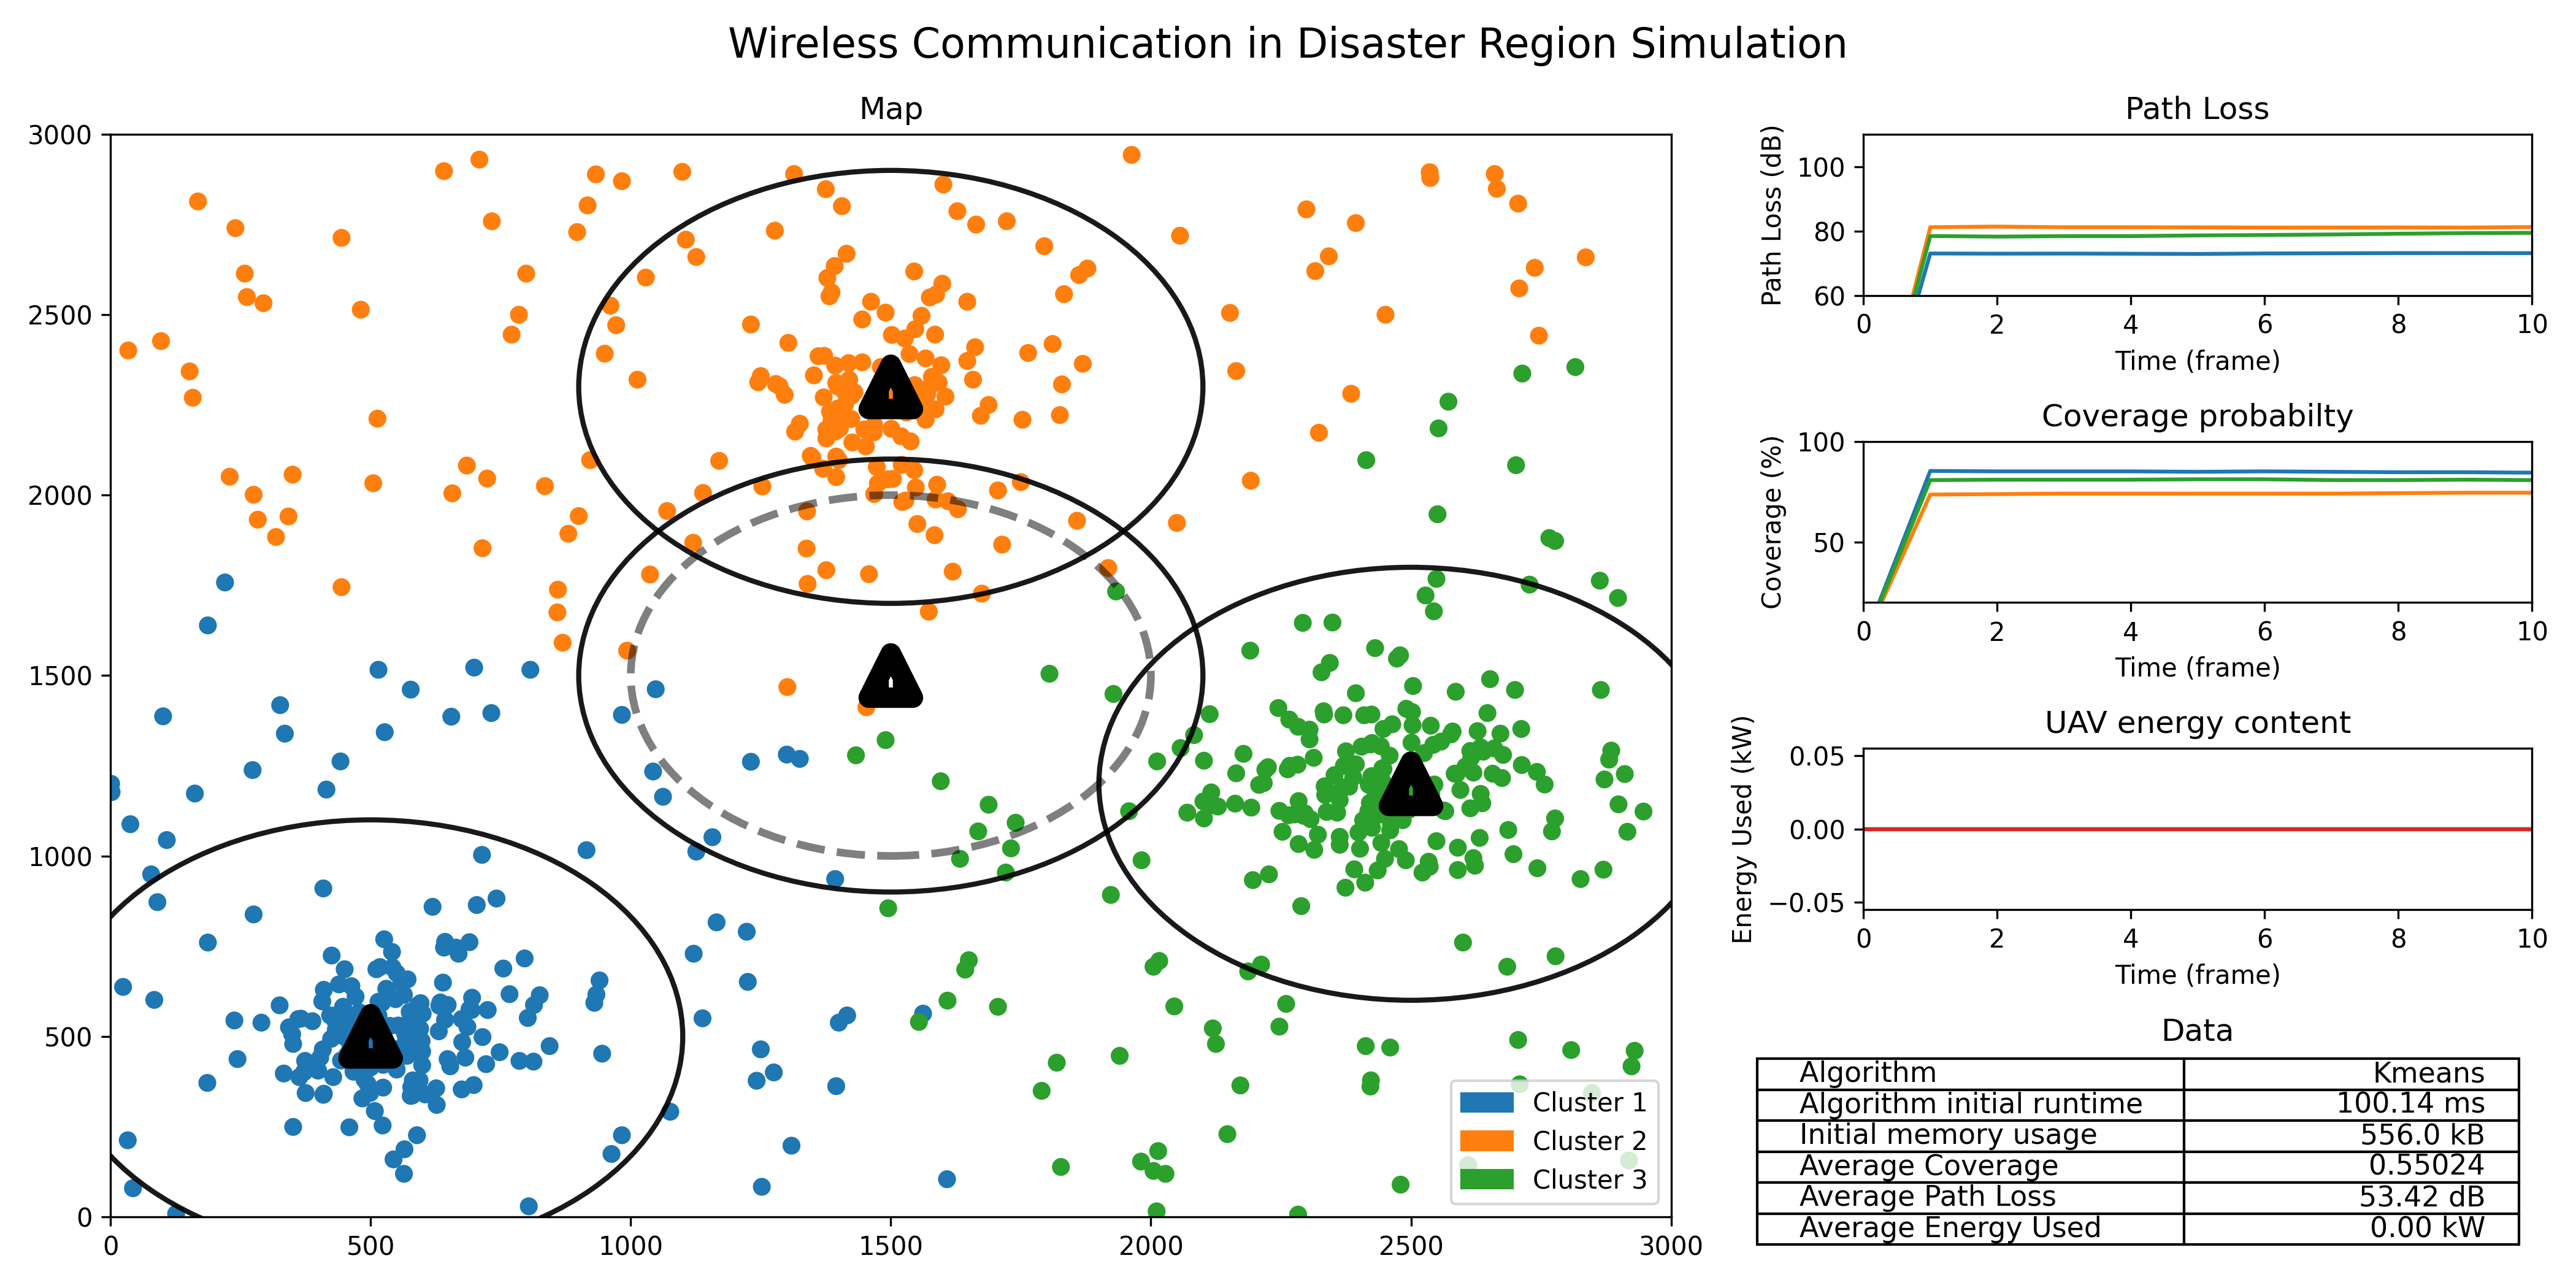 Wireless Communication in Disaster Region Simulation
Map
3000
2500
2000
1500
1000
500
0
0 500 1000 1500 2000 2500 3000
Cluster 1
Cluster 2
Cluster 3
Path Loss
Path Loss (dB)
100
80
60
0 2 4 6 8 10
Time (frame)
Coverage probabilty
Coverage (%)
100
50
0 2 4 6 8 10
Time (frame)
UAV energy content
Energy Used (kW)
0.05
0.00
−0.05
0 2 4 6 8 10
Time (frame)
Data
Algorithm Kmeans
Algorithm initial runtime 100.14 ms
Initial memory usage 556.0 kB
Average Coverage 0.55024
Average Path Loss 53.42 dB
Average Energy Used 0.00 kW